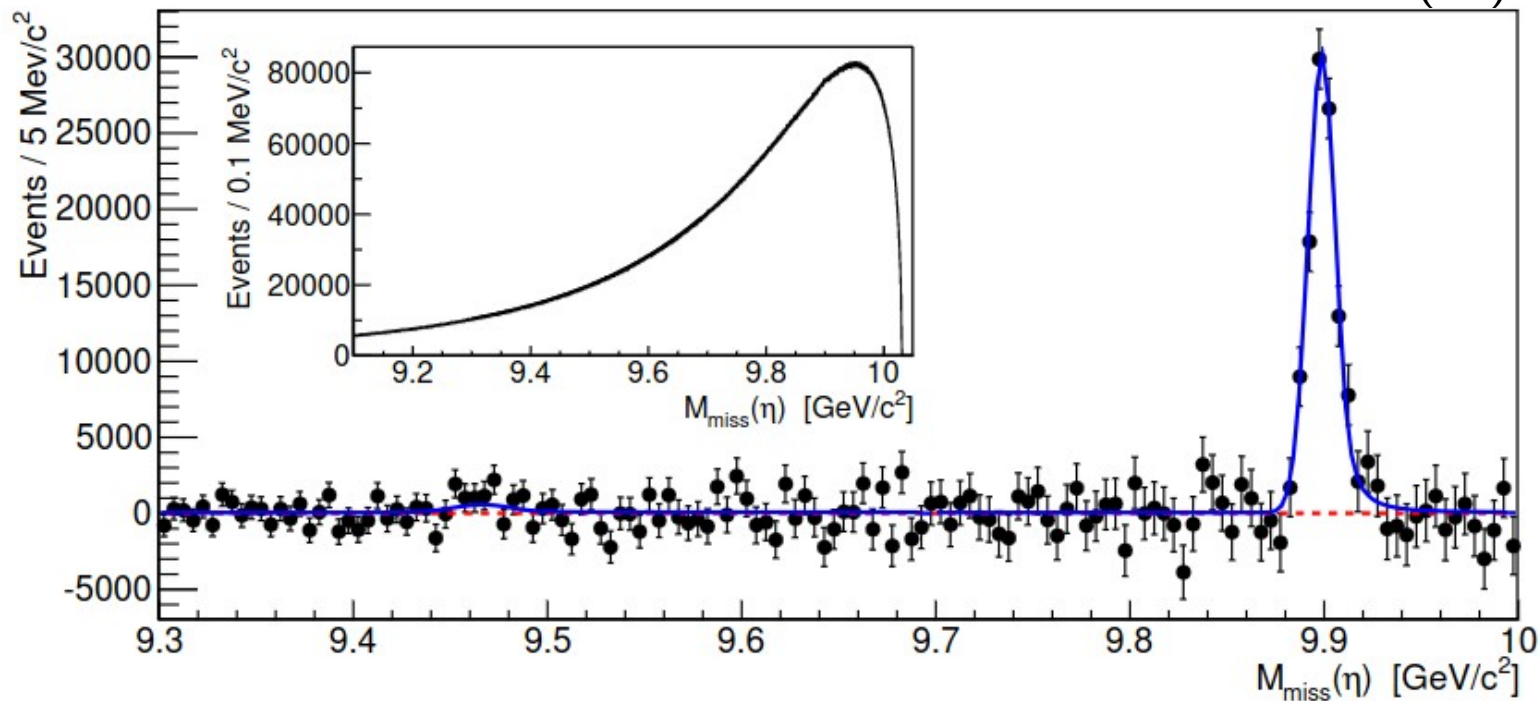 Events / 5 Mev/c²
30000
25000
20000
15000
10000
5000
0
-5000
9.3 9.4 9.5 9.6 9.7 9.8 9.9 10
M_miss(η) [GeV/c²]
Events / 0.1 MeV/c²
80000
60000
40000
20000
0
9.2 9.4 9.6 9.8 10
M_miss(η) [GeV/c²]